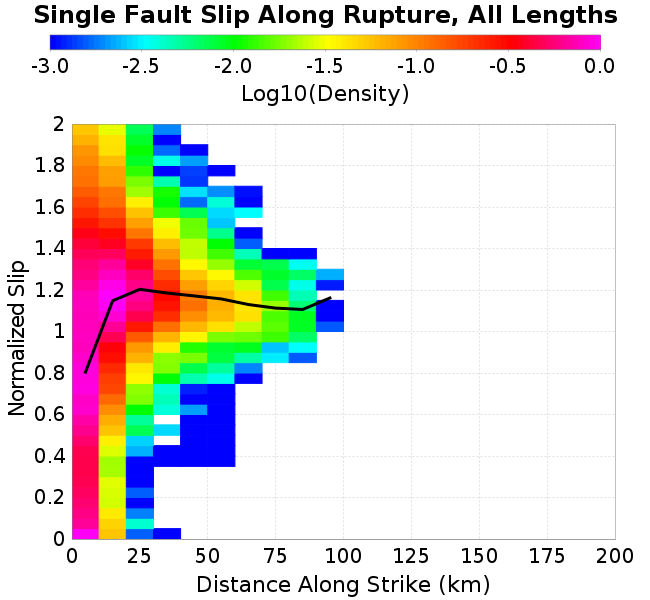 Single Fault Slip Along Rupture, All Lengths
-3.0 -2.5 -2.0 -1.5 -1.0 -0.5 0.0
Log10(Density)
Normalized Slip
2
1.8
1.6
1.4
1.2
1
0.8
0.6
0.4
0.2
0
0 25 50 75 100 125 150 175 200
Distance Along Strike (km)